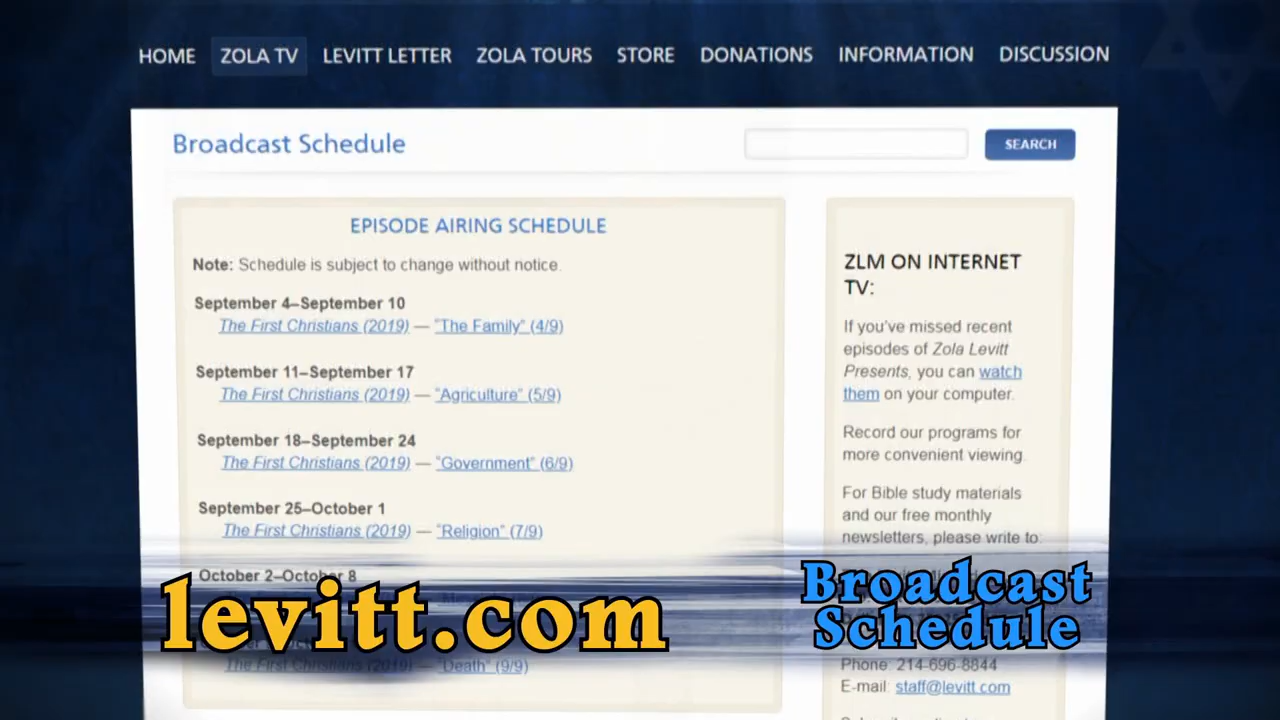 HOME ZOLA TV LEVITT LETTER ZOLA TOURS STORE DONATIONS INFORMATION DISCUSSION
Broadcast Schedule
SEARCH
EPISODE AIRING SCHEDULE
Note: Schedule is subject to change without notice.
September 4–September 10
The First Christians (2019) — "The Family" (4/9)
September 11–September 17
The First Christians (2019) — "Agriculture" (5/9)
September 18–September 24
The First Christians (2019) — "Government" (6/9)
September 25–October 1
The First Christians (2019) — "Religion" (7/9)
October 2–October 8
The First Christians (2019) — "Death" (9/9)
ZLM ON INTERNET
TV:
If you've missed recent
episodes of Zola Levitt
Presents, you can watch
them on your computer.
Record our programs for
more convenient viewing.
For Bible study materials
and our free monthly
newsletters, please write to:
Phone: 214-696-8844
E-mail: staff@levitt.com
levitt.com
Broadcast
Schedule